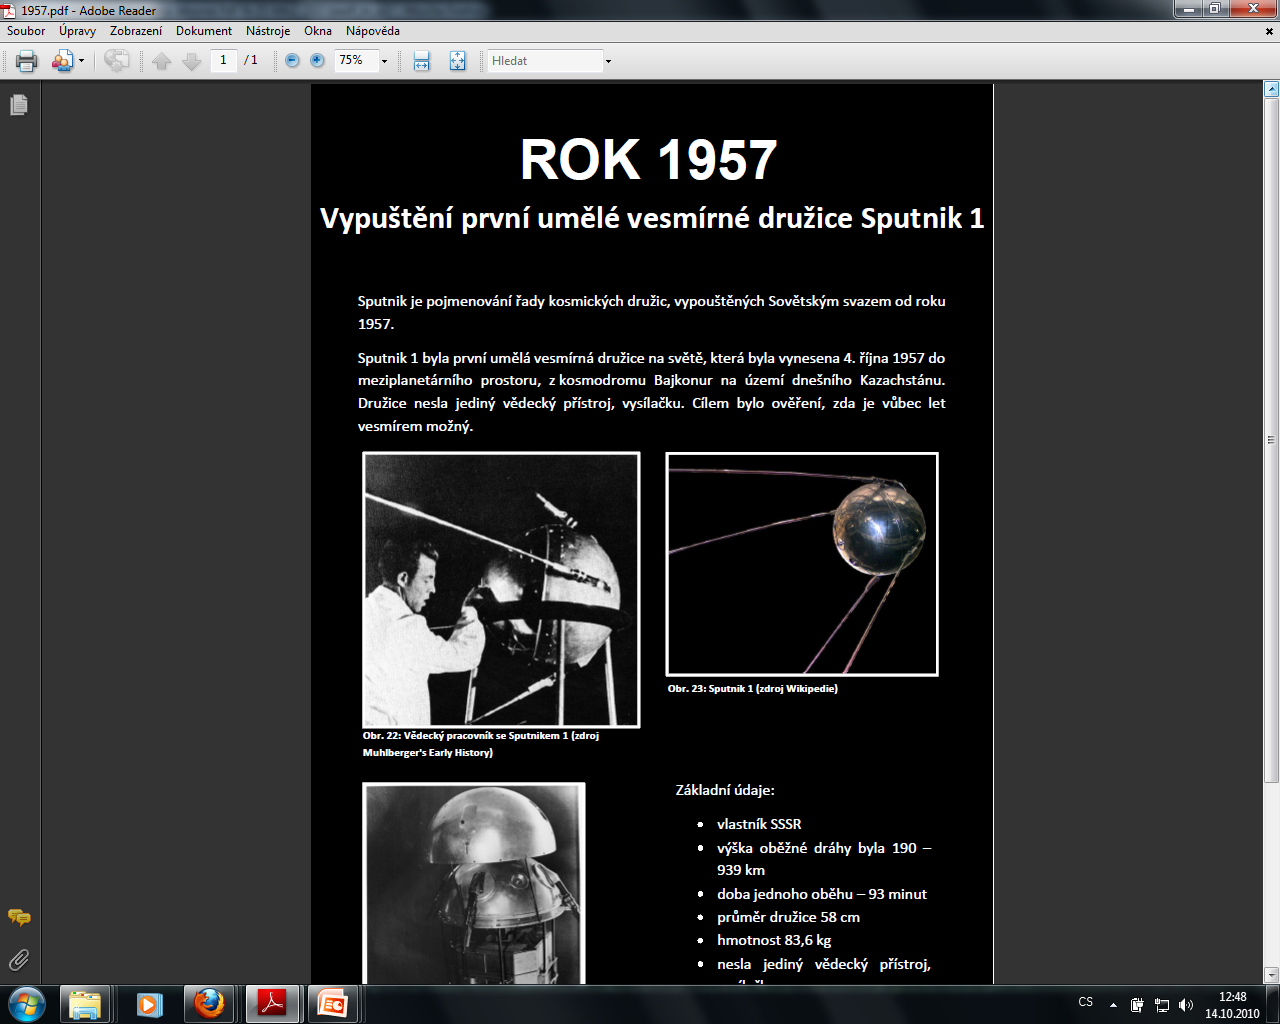 1957.pdf - Adobe Reader
Soubor Úpravy Zobrazení Dokument Nástroje Okna Nápověda
1 / 1 75% Hledat
ROK 1957
Vypuštění první umělé vesmírné družice Sputnik 1
Sputnik je pojmenování řady kosmických družic, vypouštěných Sovětským svazem od roku
1957.
Sputnik 1 byla první umělá vesmírná družice na světě, která byla vynesena 4. října 1957 do
meziplanetárního prostoru, z kosmodromu Bajkonur na území dnešního Kazachstánu.
Družice nesla jediný vědecký přístroj, vysílačku. Cílem bylo ověření, zda je vůbec let
vesmírem možný.
Obr. 22: Vědecký pracovník se Sputnikem 1 (zdroj
Muhlberger's Early History)
Obr. 23: Sputnik 1 (zdroj Wikipedie)
Základní údaje:
• vlastník SSSR
• výška oběžné dráhy byla 190 –
939 km
• doba jednoho oběhu – 93 minut
• průměr družice 58 cm
• hmotnost 83,6 kg
• nesla jediný vědecký přístroj,
CS
12:48
14.10.2010